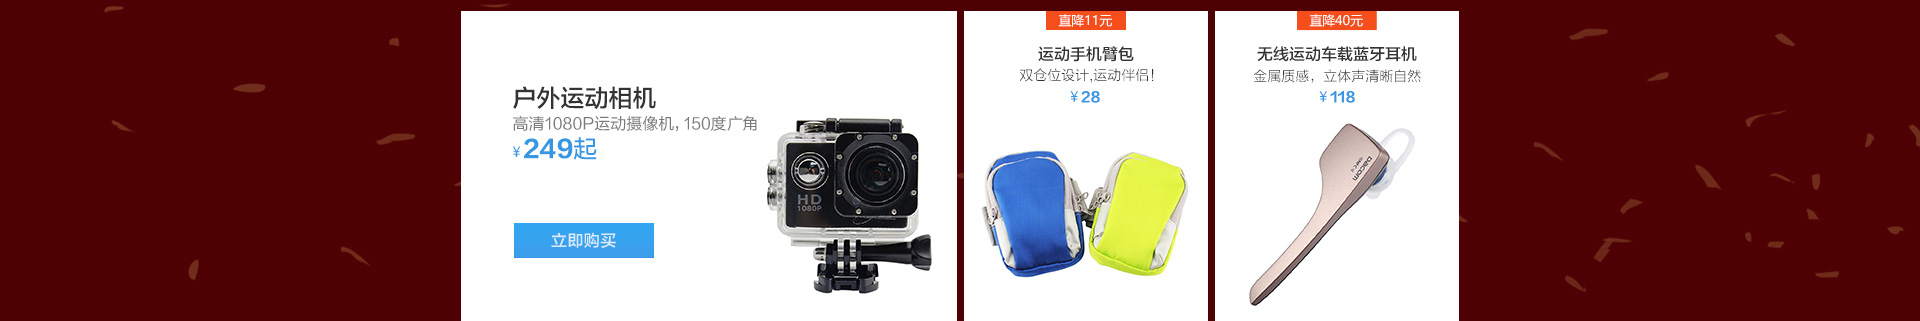 户外运动相机
高清1080P运动摄像机，150度广角
¥249起
立即购买
HD
1080P
直降11元
运动手机臂包
双仓位设计,运动伴侣！
¥28
直降40元
无线运动车载蓝牙耳机
金属质感，立体声清晰自然
¥118
Dacom